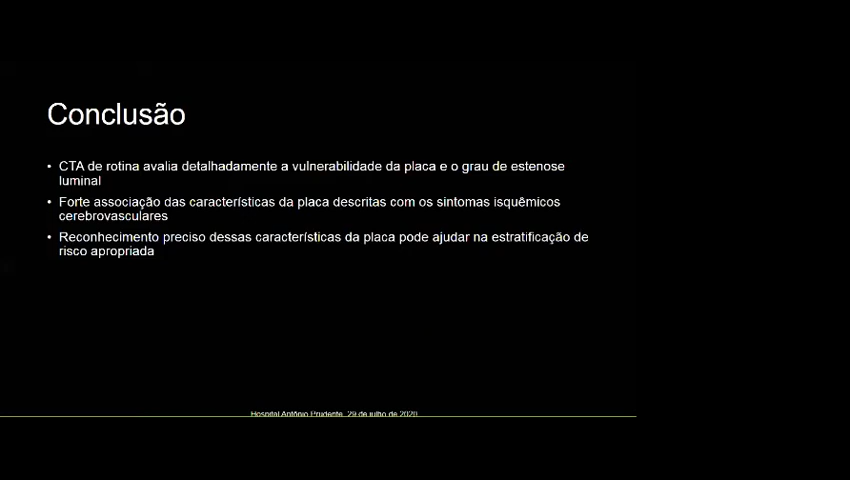 Conclusão
• CTA de rotina avalia detalhadamente a vulnerabilidade da placa e o grau de estenose
luminal
• Forte associação das características da placa descritas com os sintomas isquêmicos
cerebrovasculares
• Reconhecimento preciso dessas características da placa pode ajudar na estratificação de
risco apropriada
Hospital Antônio Prudente, 29 de julho de 2020